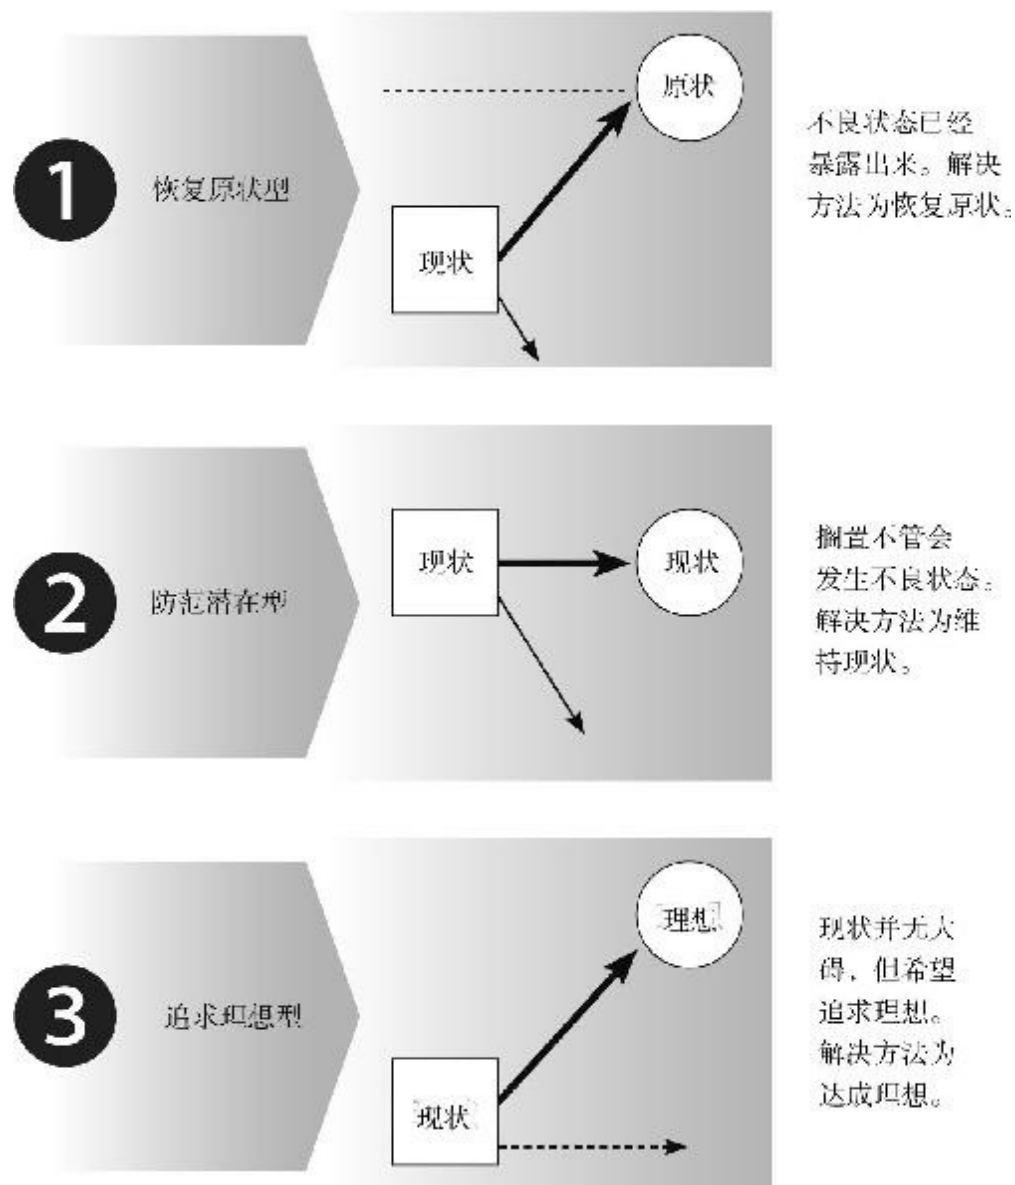 1
恢复原状型
原状
现状
不良状态已经
暴露出来。解决
方法为恢复原状。
2
防范潜在型
现状
现状
搁置不管会
发生不良状态。
解决方法为维
持现状。
3
追求理想型
理想
现状
现状并无大
碍，但希望
追求理想。
解决方法为
达成理想。